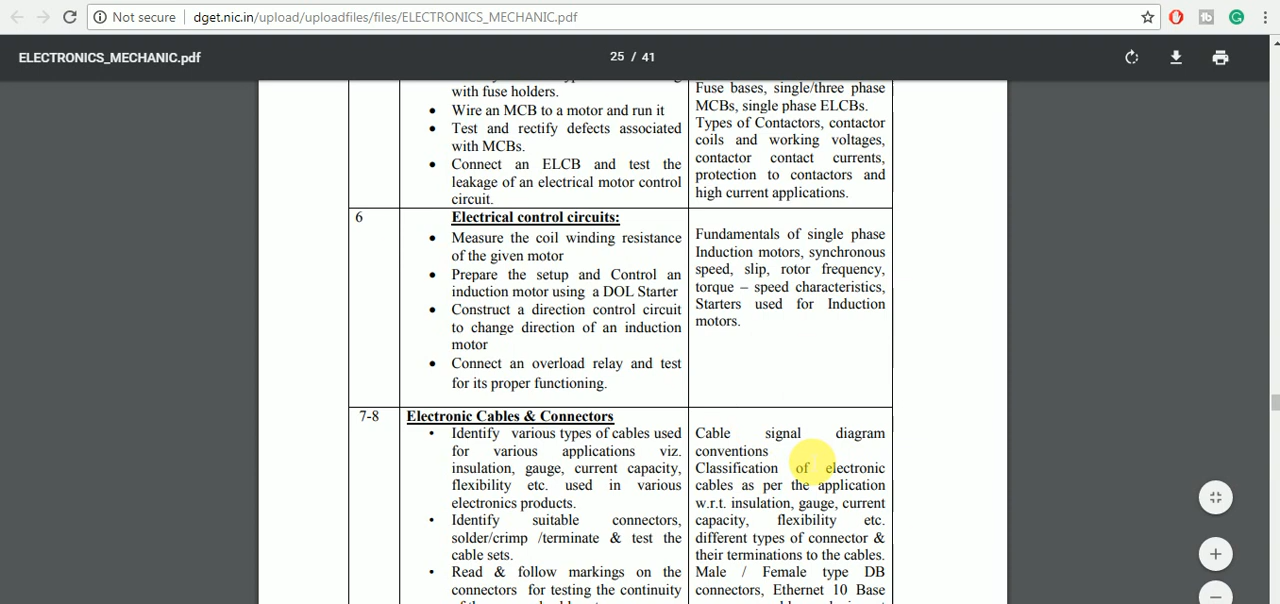 Not secure
dget.nic.in/upload/uploadfiles/files/ELECTRONICS_MECHANIC.pdf
ELECTRONICS_MECHANIC.pdf
25 / 41
with fuse holders.
• Wire an MCB to a motor and run it
• Test and rectify defects associated
with MCBs.
• Connect an ELCB and test the
leakage of an electrical motor control
circuit.
Fuse bases, single/three phase
MCBs, single phase ELCBs.
Types of Contactors, contactor
coils and working voltages,
contactor contact currents,
protection to contactors and
high current applications.
6
Electrical control circuits:
• Measure the coil winding resistance
of the given motor
• Prepare the setup and Control an
induction motor using a DOL Starter
• Construct a direction control circuit
to change direction of an induction
motor
• Connect an overload relay and test
for its proper functioning.
Fundamentals of single phase
Induction motors, synchronous
speed, slip, rotor frequency,
torque – speed characteristics,
Starters used for Induction
motors.
7-8
Electronic Cables & Connectors
• Identify various types of cables used
for various applications viz.
insulation, gauge, current capacity,
flexibility etc. used in various
electronics products.
• Identify suitable connectors,
solder/crimp /terminate & test the
cable sets.
• Read & follow markings on the
connectors for testing the continuity
Cable signal diagram
conventions
Classification of electronic
cables as per the application
w.r.t. insulation, gauge, current
capacity, flexibility etc.
different types of connector &
their terminations to the cables.
Male / Female type DB
connectors, Ethernet 10 Base